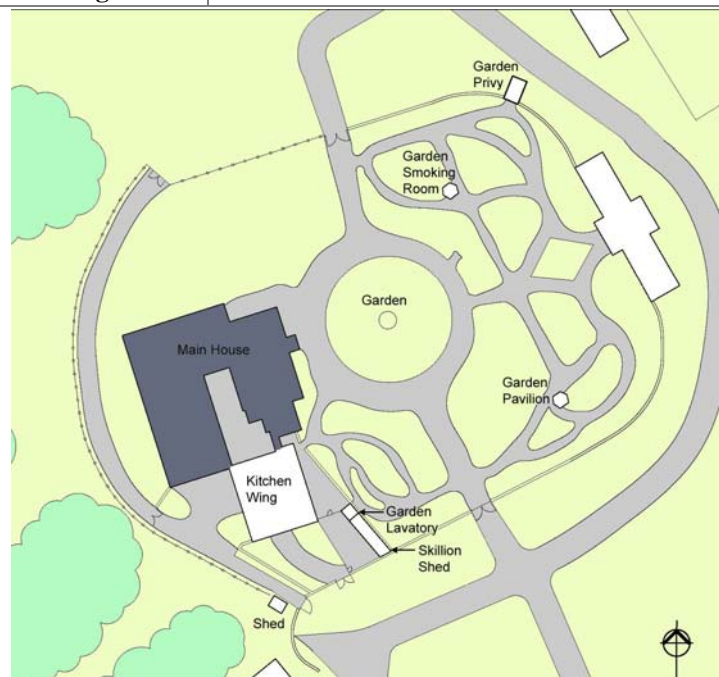 Garden
Privy
Garden
Smoking
Room
Garden
Main House
Garden
Pavilion
Kitchen
Wing
Garden
Lavatory
Skillion
Shed
Shed